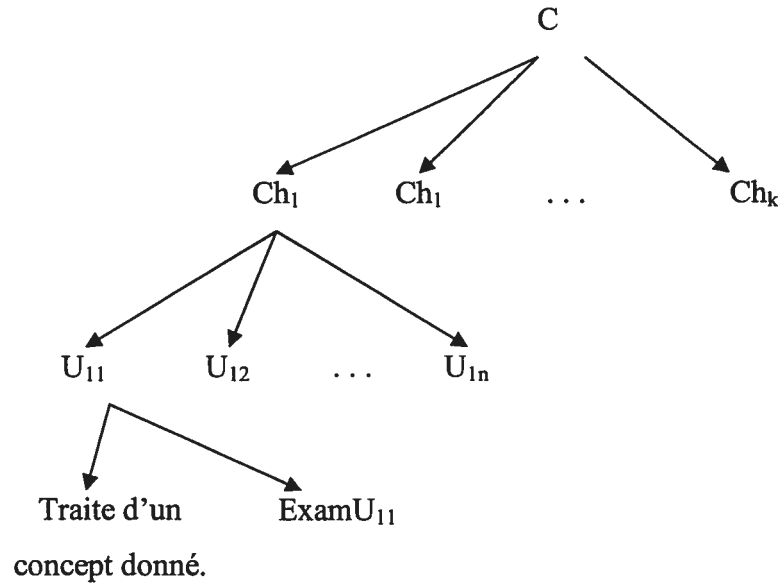 C
Ch₁ Ch₁ ... Chₖ
U₁₁ U₁₂ ... U₁ₙ
Traite d'un ExamU₁₁
concept donné.